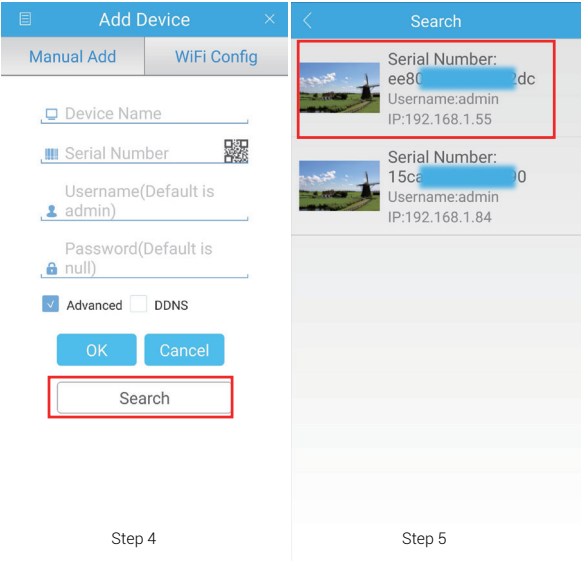 Add Device
Manual Add
WiFi Config
Device Name
Serial Number
Username(Default is
admin)
Password(Default is
null)
Advanced
DDNS
OK
Cancel
Search
Step 4
Search
Serial Number:
ee80 2dc
Username:admin
IP:192.168.1.55
Serial Number:
15ca 90
Username:admin
IP:192.168.1.84
Step 5